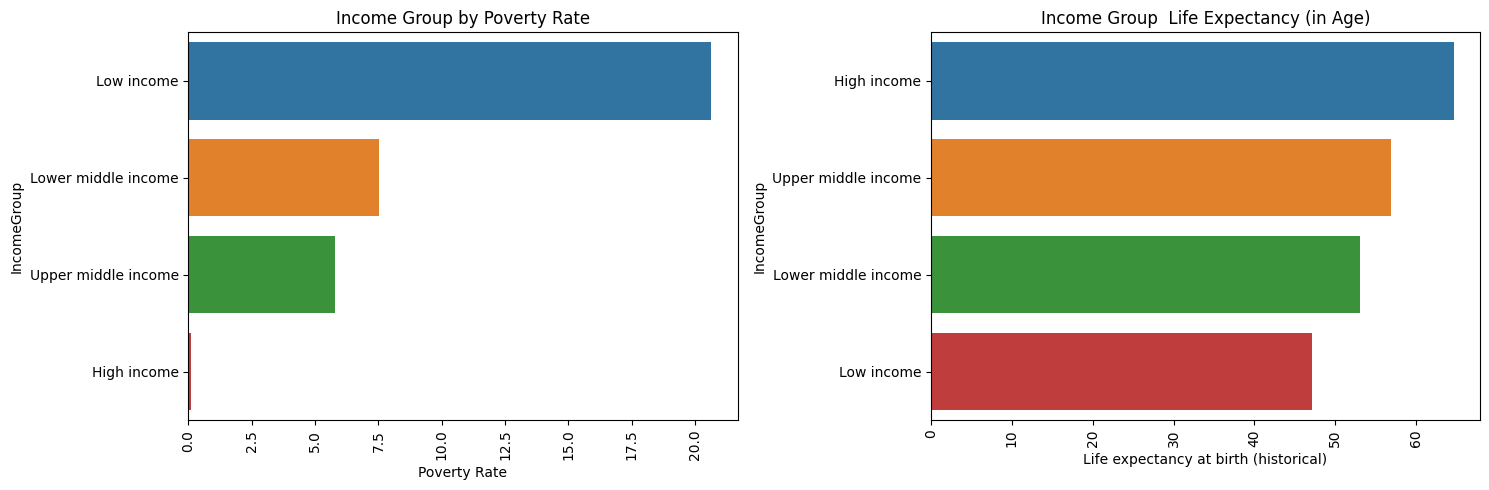 Income Group by Poverty Rate
IncomeGroup
Low income
Lower middle income
Upper middle income
High income
0.0 2.5 5.0 7.5 10.0 12.5 15.0 17.5 20.0
Poverty Rate
Income Group  Life Expectancy (in Age)
IncomeGroup
High income
Upper middle income
Lower middle income
Low income
0 10 20 30 40 50 60
Life expectancy at birth (historical)